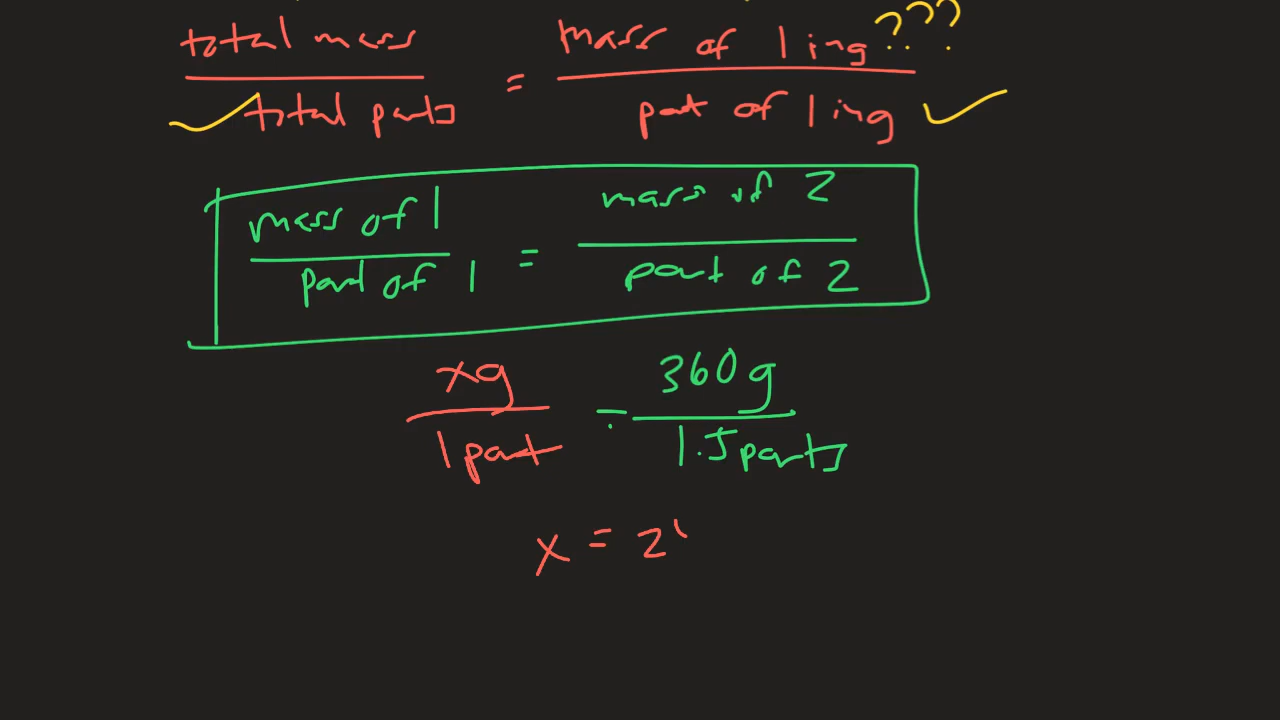 total mass = mass of 1 ing ???
total parts part of 1 ing
mass of 1 = mass of 2
part of 1 part of 2
xg = 360g
1 part 1.5 parts
x = 2